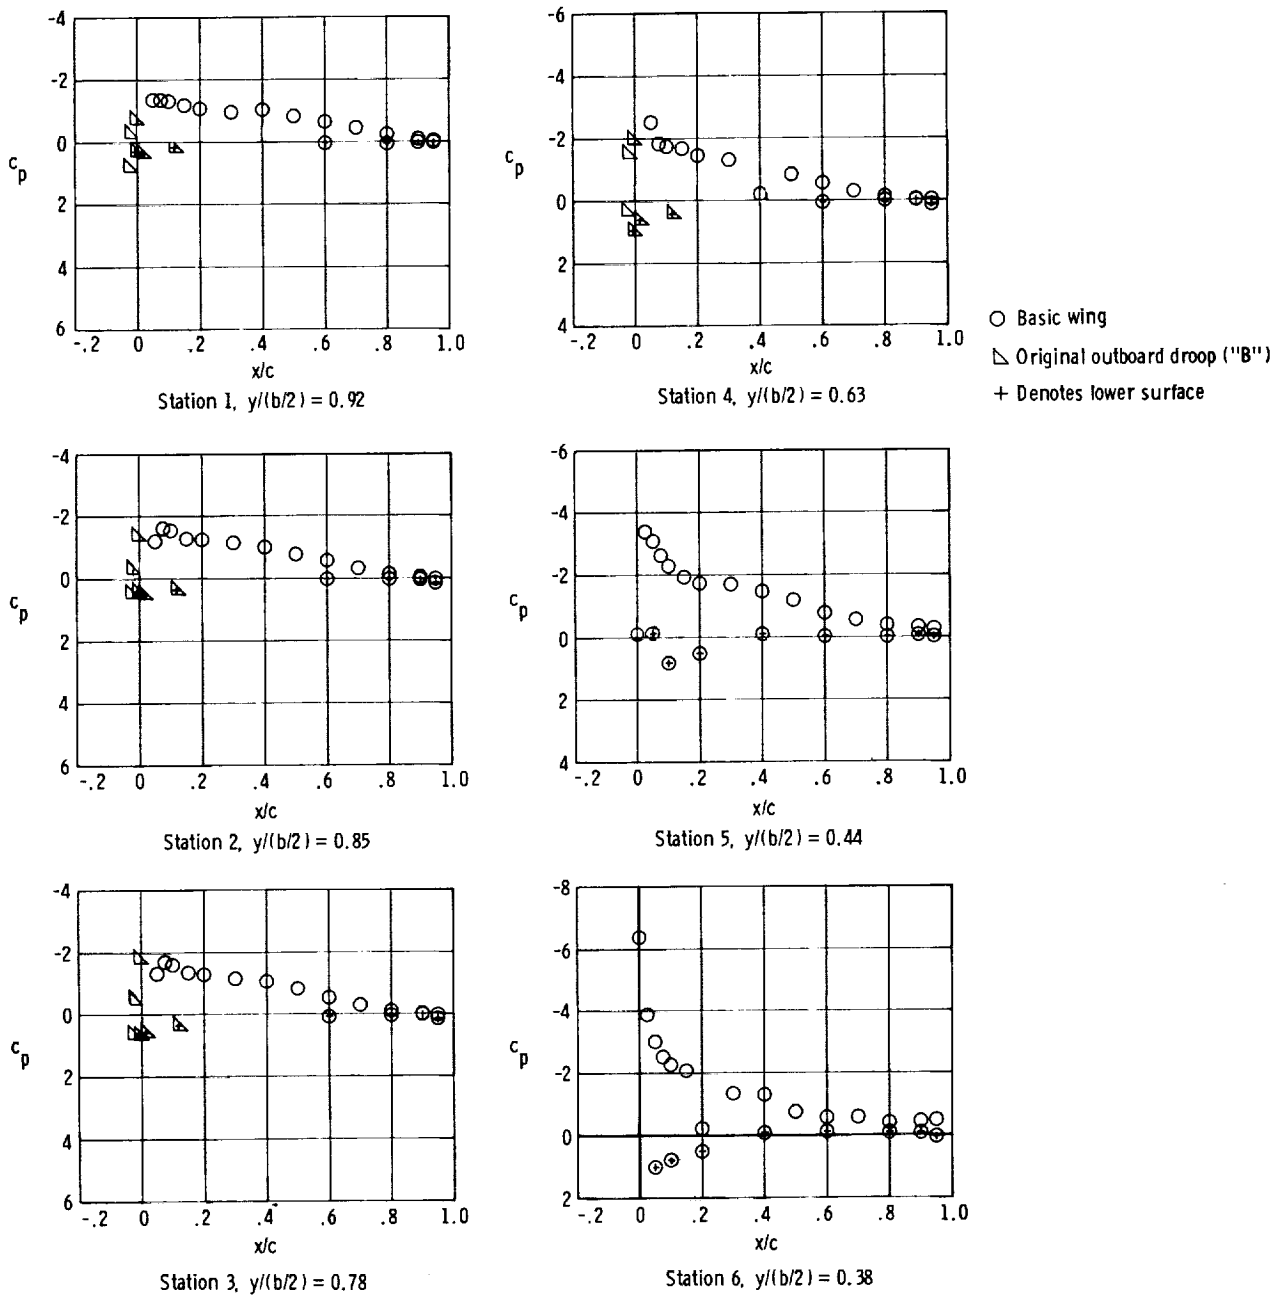 -4
-2
0
2
4
6
c_p
-.2 0 .2 .4 .6 .8 1.0
x/c
Station 1, y/(b/2) = 0.92
-6
-4
-2
0
2
4
c_p
-.2 0 .2 .4 .6 .8 1.0
x/c
Station 4, y/(b/2) = 0.63
Basic wing
Original outboard droop ("B")
+ Denotes lower surface
-4
-2
0
2
4
6
c_p
-.2 0 .2 .4 .6 .8 1.0
x/c
Station 2, y/(b/2) = 0.85
-6
-4
-2
0
2
4
c_p
-.2 0 .2 .4 .6 .8 1.0
x/c
Station 5, y/(b/2) = 0.44
-4
-2
0
2
4
6
c_p
-.2 0 .2 .4 .6 .8 1.0
x/c
Station 3, y/(b/2) = 0.78
-8
-6
-4
-2
0
2
c_p
-.2 0 .2 .4 .6 .8 1.0
x/c
Station 6, y/(b/2) = 0.38